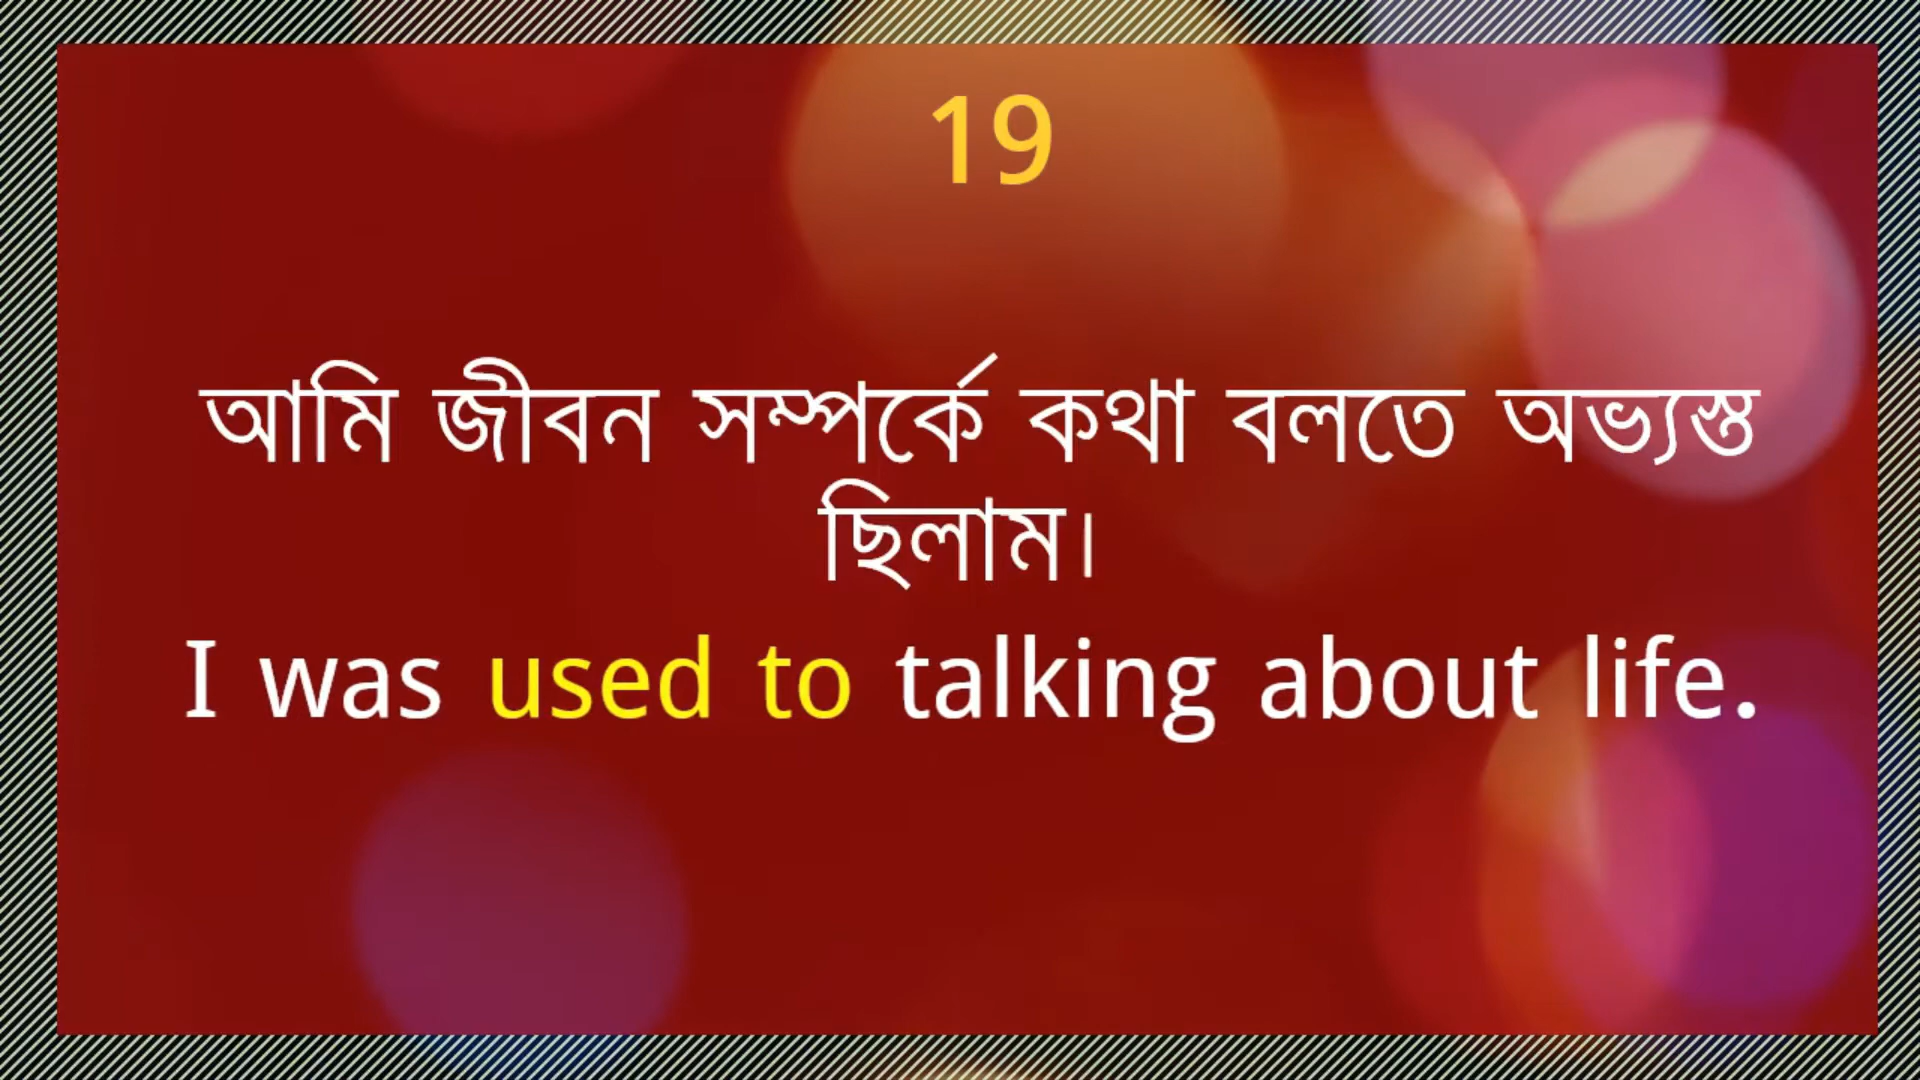 19
আমি জীবন সম্পর্কে কথা বলতে অভ্যস্ত
ছিলাম।
I was used to talking about life.